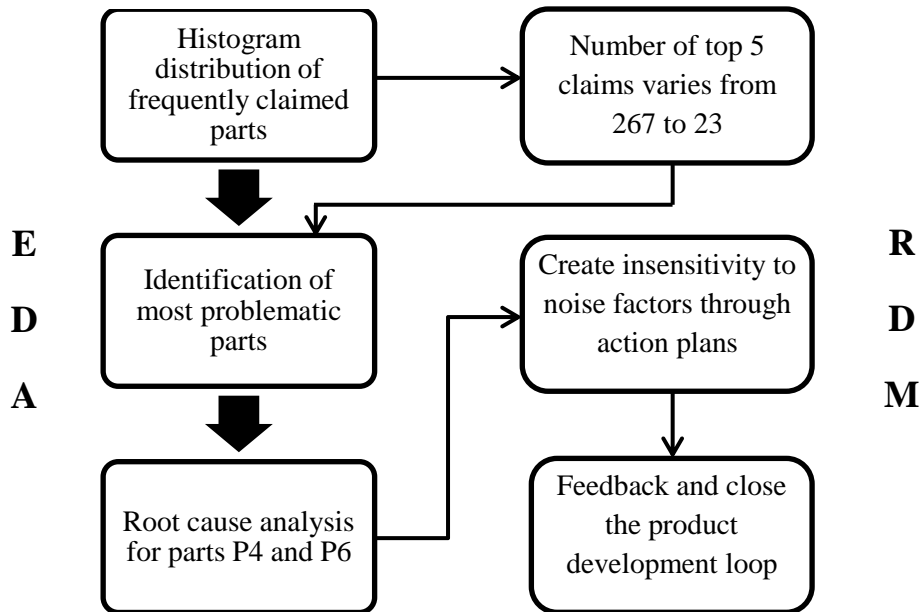 Histogram
distribution of
frequently claimed
parts
Number of top 5
claims varies from
267 to 23
E
D
A
Identification of
most problematic
parts
Create insensitivity to
noise factors through
action plans
R
D
M
Root cause analysis
for parts P4 and P6
Feedback and close
the product
development loop